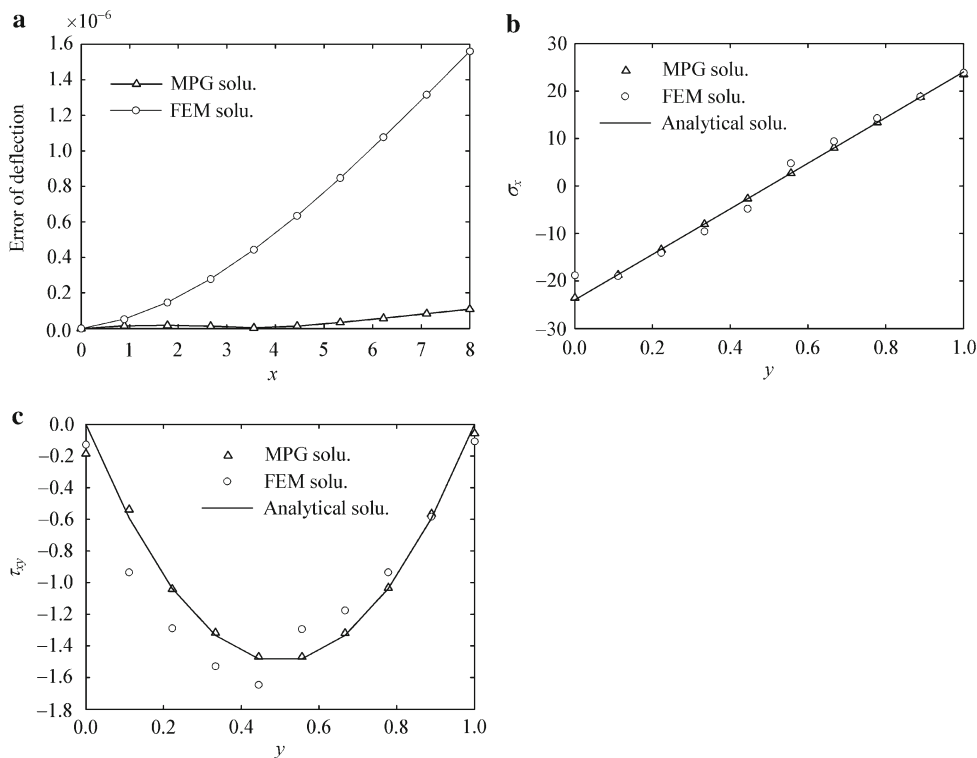 a
×10⁻⁶
1.6
1.4
1.2
1.0
0.8
0.6
0.4
0.2
0.0
Error of deflection
MPG solu.
FEM solu.
0 1 2 3 4 5 6 7 8
x
b
30
20
10
0
−10
−20
−30
σx
MPG solu.
FEM solu.
Analytical solu.
0.0 0.2 0.4 0.6 0.8 1.0
y
c
0.0
−0.2
−0.4
−0.6
−0.8
−1.0
−1.2
−1.4
−1.6
−1.8
τxy
MPG solu.
FEM solu.
Analytical solu.
0.0 0.2 0.4 0.6 0.8 1.0
y